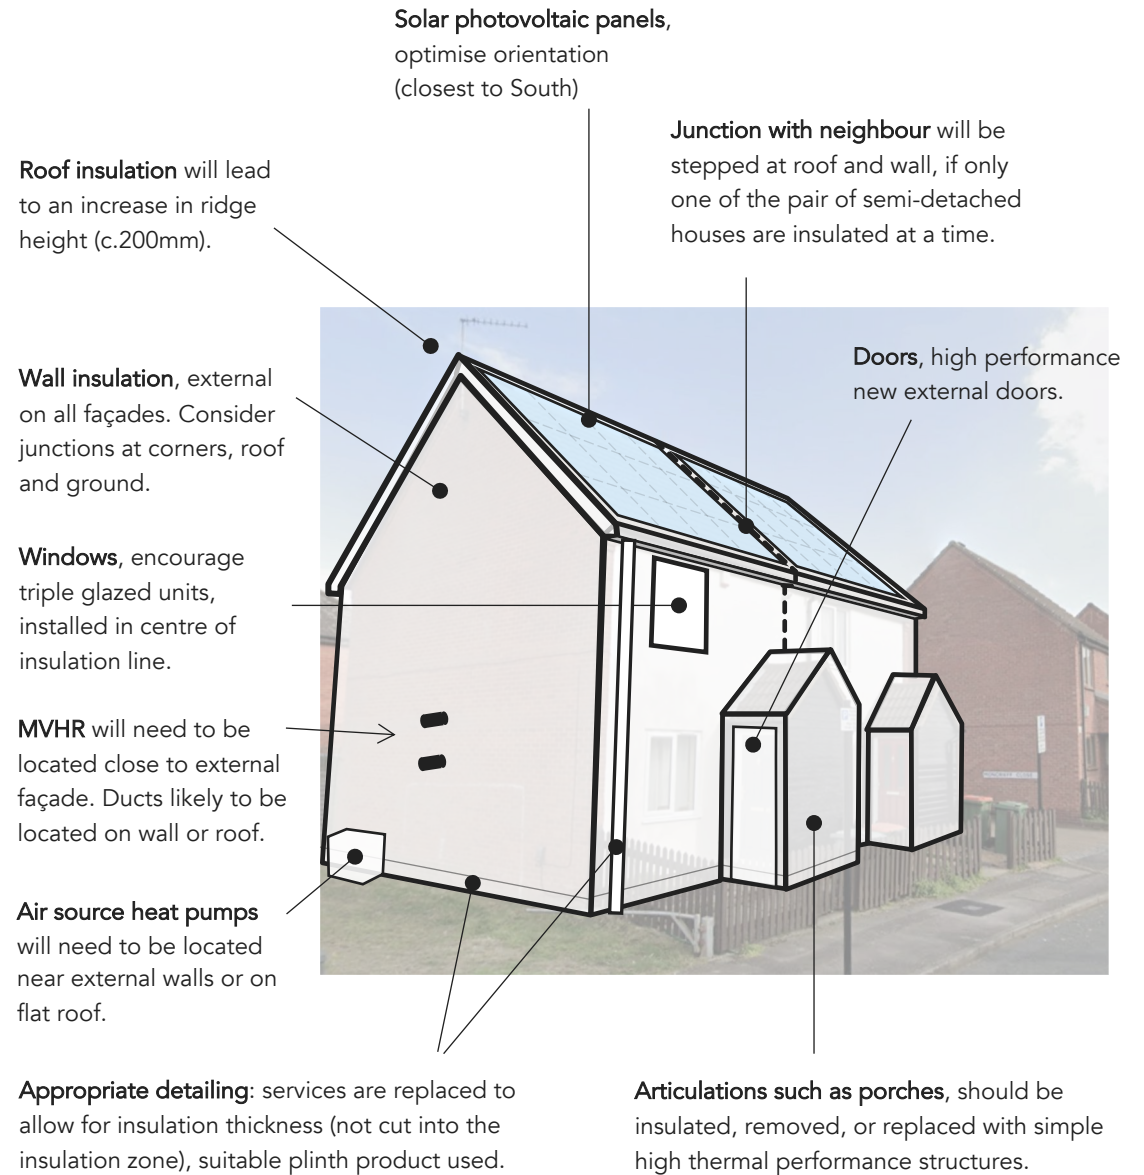 Solar photovoltaic panels,
optimise orientation
(closest to South)
Junction with neighbour will be
stepped at roof and wall, if only
one of the pair of semi-detached
houses are insulated at a time.
Roof insulation will lead
to an increase in ridge
height (c.200mm).
Doors, high performance
new external doors.
Wall insulation, external
on all façades. Consider
junctions at corners, roof
and ground.
Windows, encourage
triple glazed units,
installed in centre of
insulation line.
MVHR will need to be
located close to external
façade. Ducts likely to be
located on wall or roof.
Air source heat pumps
will need to be located
near external walls or on
flat roof.
Appropriate detailing: services are replaced to
allow for insulation thickness (not cut into the
insulation zone), suitable plinth product used.
Articulations such as porches, should be
insulated, removed, or replaced with simple
high thermal performance structures.